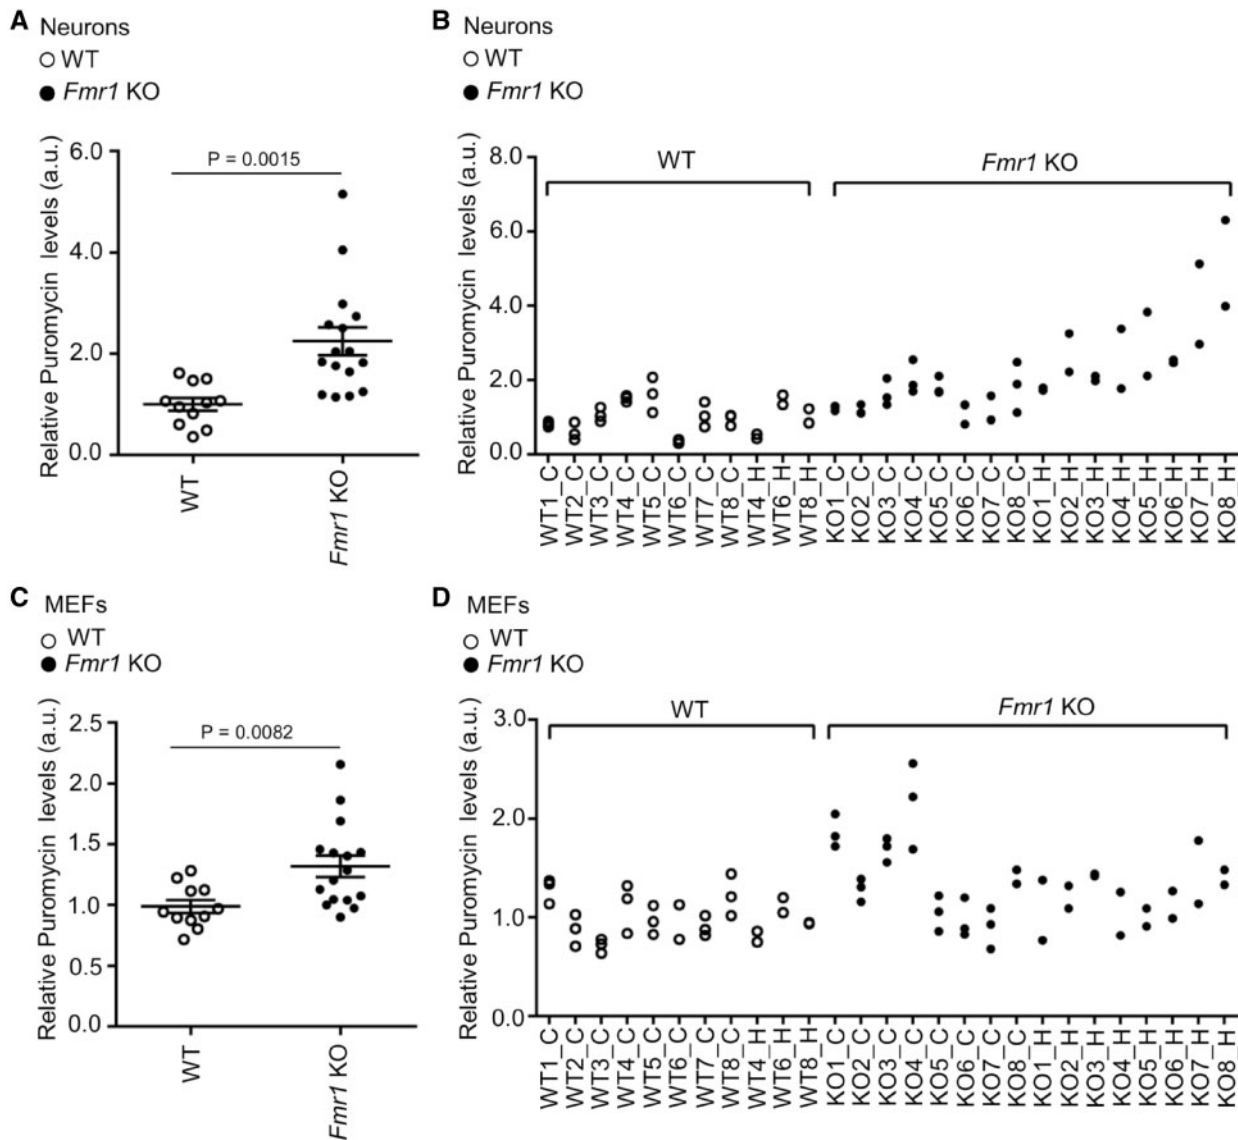 A Neurons
WT
Fmr1 KO
Relative Puromycin levels (a.u.)
6.0
4.0
2.0
0.0
P = 0.0015
WT
Fmr1 KO
B Neurons
WT
Fmr1 KO
Relative Puromycin levels (a.u.)
8.0
6.0
4.0
2.0
0.0
WT
Fmr1 KO
WT1_C
WT2_C
WT3_C
WT4_C
WT5_C
WT6_C
WT7_C
WT8_C
WT4_H
WT6_H
WT8_H
KO1_C
KO2_C
KO3_C
KO4_C
KO5_C
KO6_C
KO7_C
KO8_C
KO1_H
KO2_H
KO3_H
KO4_H
KO5_H
KO6_H
KO7_H
KO8_H
C MEFs
WT
Fmr1 KO
Relative Puromycin levels (a.u.)
2.5
2.0
1.5
1.0
0.5
0.0
P = 0.0082
WT
Fmr1 KO
D MEFs
WT
Fmr1 KO
Relative Puromycin levels (a.u.)
3.0
2.0
1.0
0.0
WT
Fmr1 KO
WT1_C
WT2_C
WT3_C
WT4_C
WT5_C
WT6_C
WT7_C
WT8_C
WT4_H
WT6_H
WT8_H
KO1_C
KO2_C
KO3_C
KO4_C
KO5_C
KO6_C
KO7_C
KO8_C
KO1_H
KO2_H
KO3_H
KO4_H
KO5_H
KO6_H
KO7_H
KO8_H